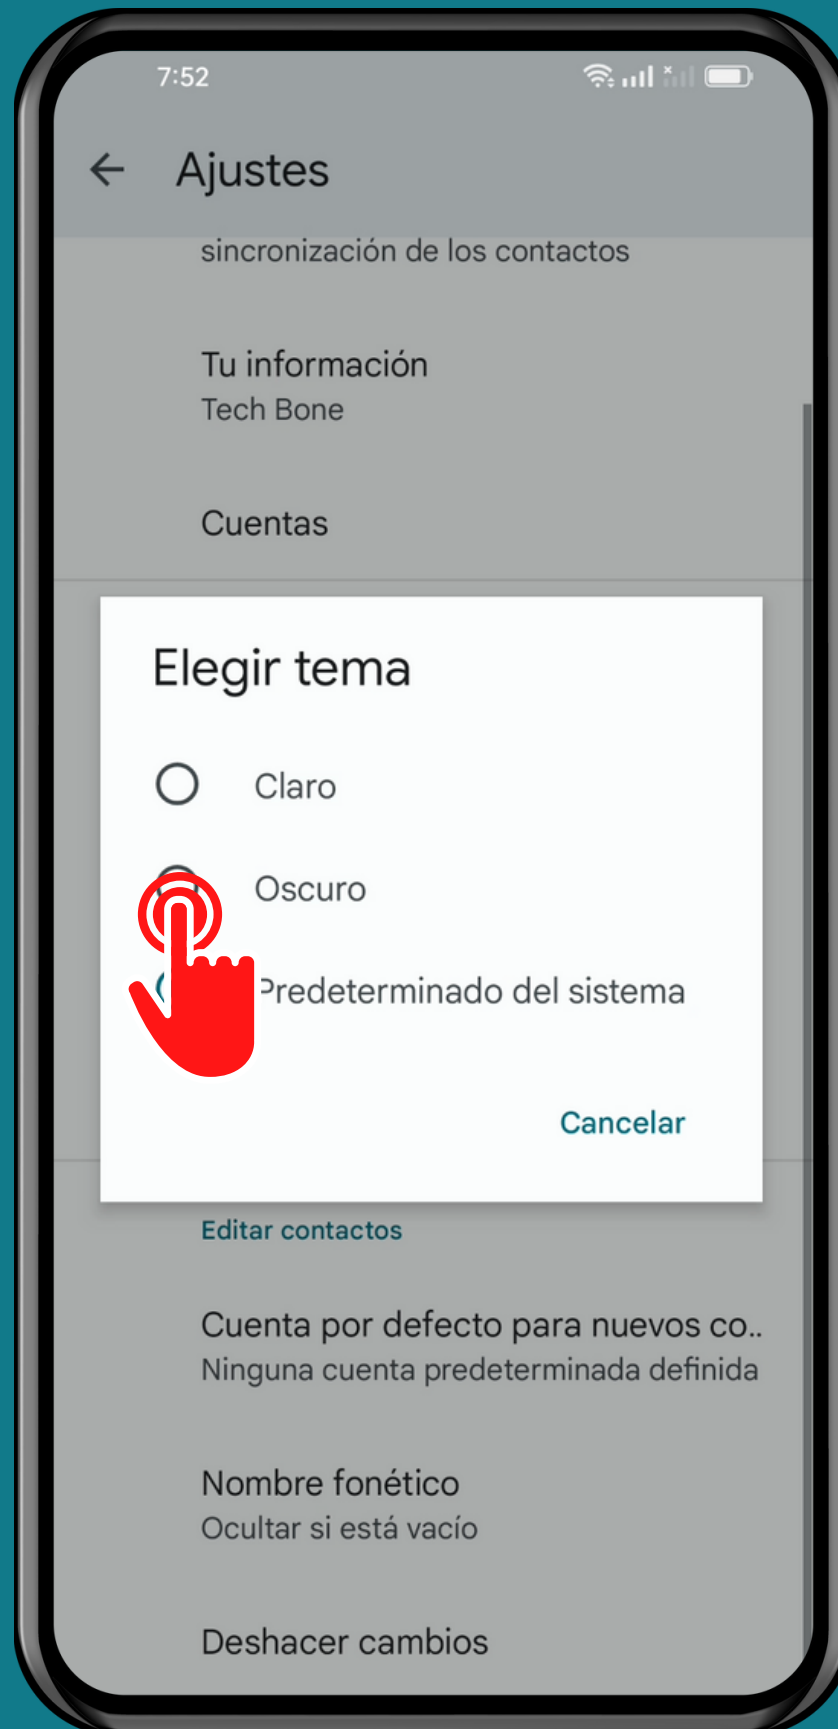 7:52
Ajustes
sincronización de los contactos
Tu información
Tech Bone
Cuentas
Elegir tema
Claro
Oscuro
Predeterminado del sistema
Cancelar
Editar contactos
Cuenta por defecto para nuevos co..
Ninguna cuenta predeterminada definida
Nombre fonético
Ocultar si está vacío
Deshacer cambios